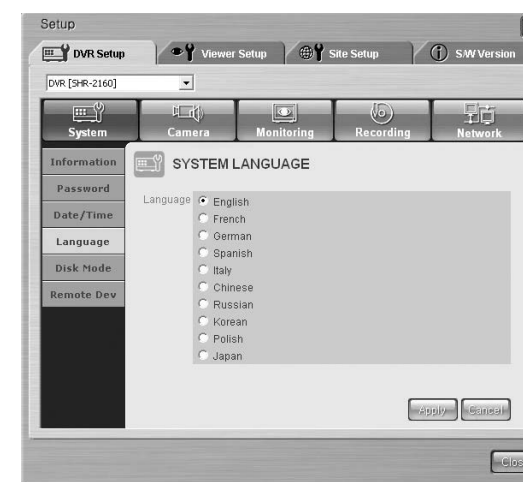 Setup
DVR Setup Viewer Setup Site Setup S/W Version
DVR [SHR-2160]
System Camera Monitoring Recording Network
Information
SYSTEM LANGUAGE
Password
Date/Time
Language
Disk Mode
Remote Dev
Language
English
French
German
Spanish
Italy
Chinese
Russian
Korean
Polish
Japan
Apply Cancel
Clos